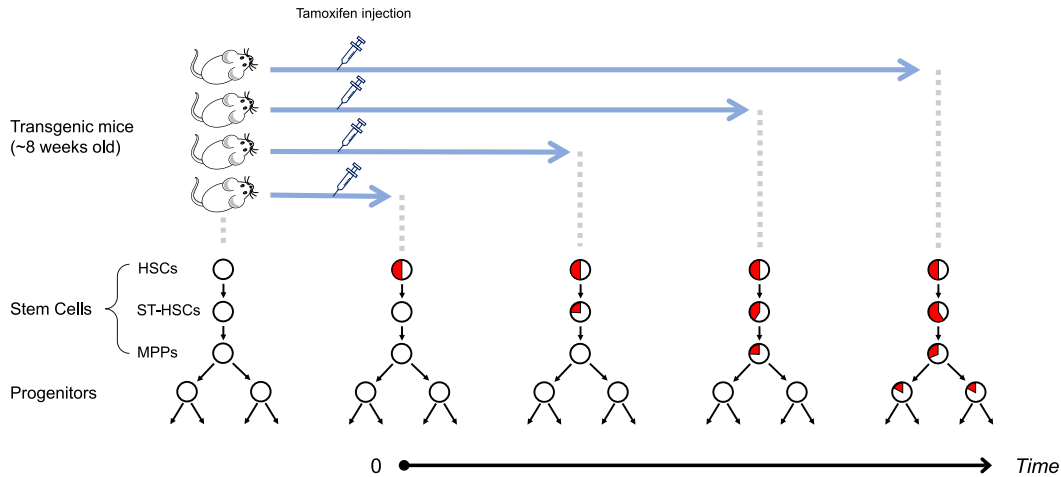 Tamoxifen injection
Transgenic mice
(~8 weeks old)
HSCs
Stem Cells
ST-HSCs
MPPs
Progenitors
0
Time